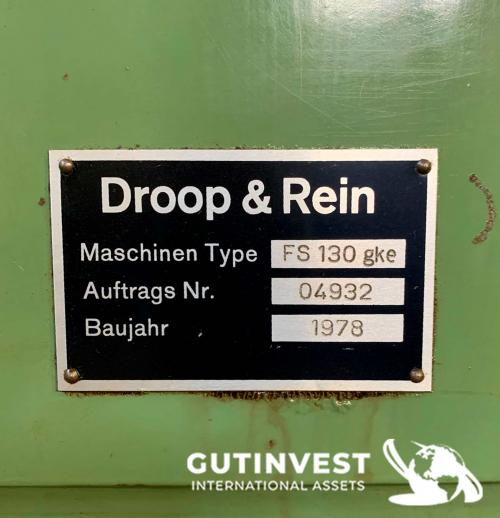 Droop & Rein
Maschinen Type FS 130 gke
Auftrags Nr. 04932
Baujahr 1978
GUTINVEST
INTERNATIONAL ASSETS